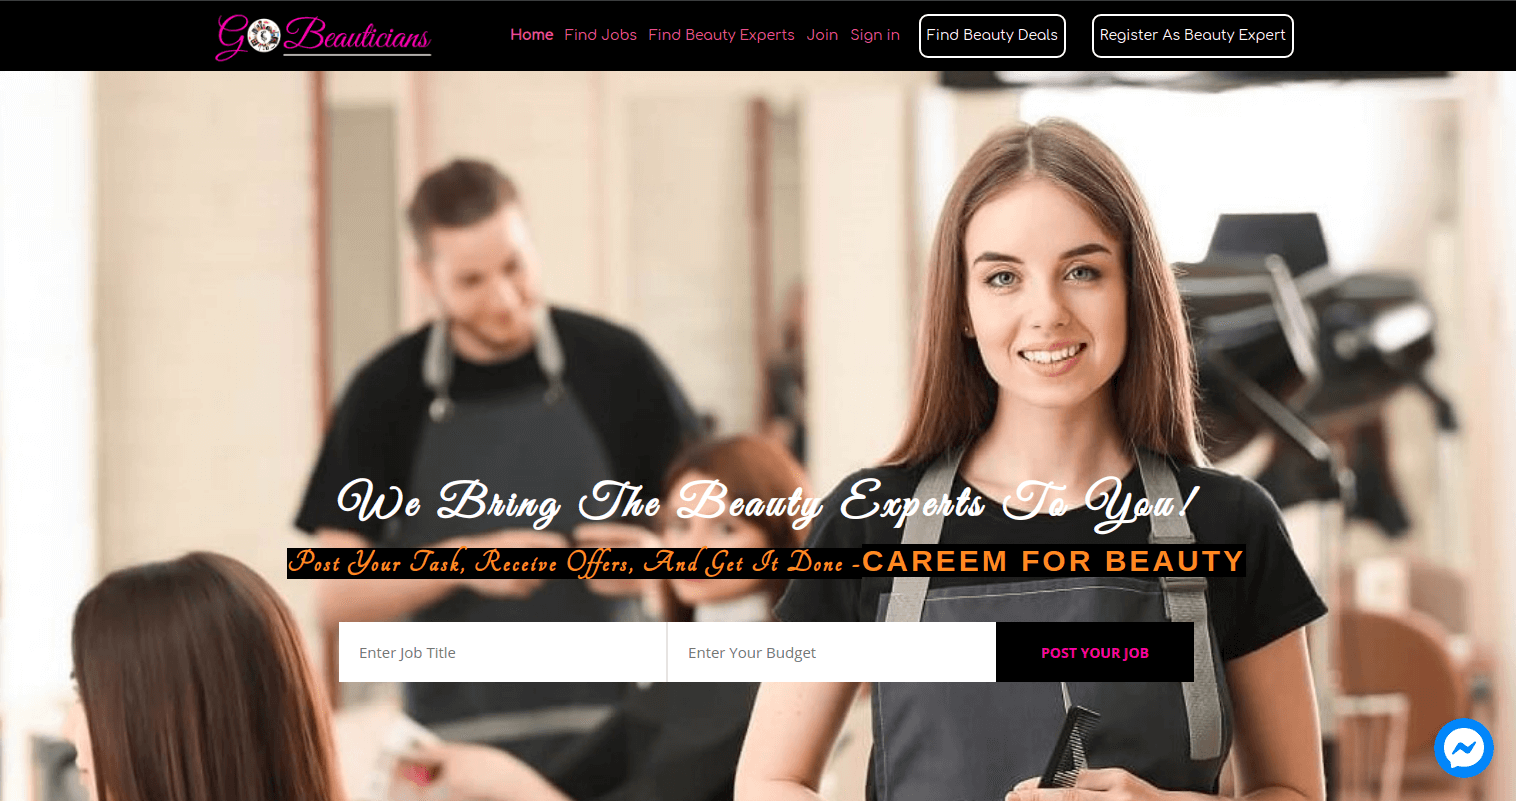 GO Beauticians
Home Find Jobs Find Beauty Experts Join Sign in Find Beauty Deals Register As Beauty Expert
We Bring The Beauty Experts To You!
Post Your Task, Receive Offers, And Get It Done -CAREEM FOR BEAUTY
Enter Job Title Enter Your Budget POST YOUR JOB